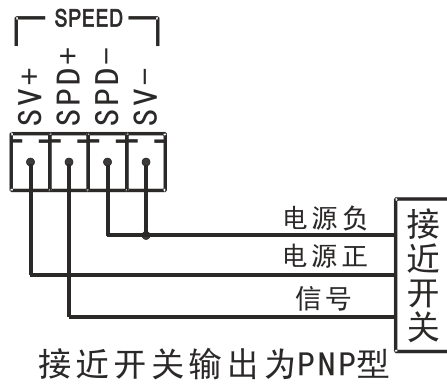 SPEED
SV+
SPD+
SPD-
SV-
电源负
电源正
信号
接近开关
接近开关输出为PNP型